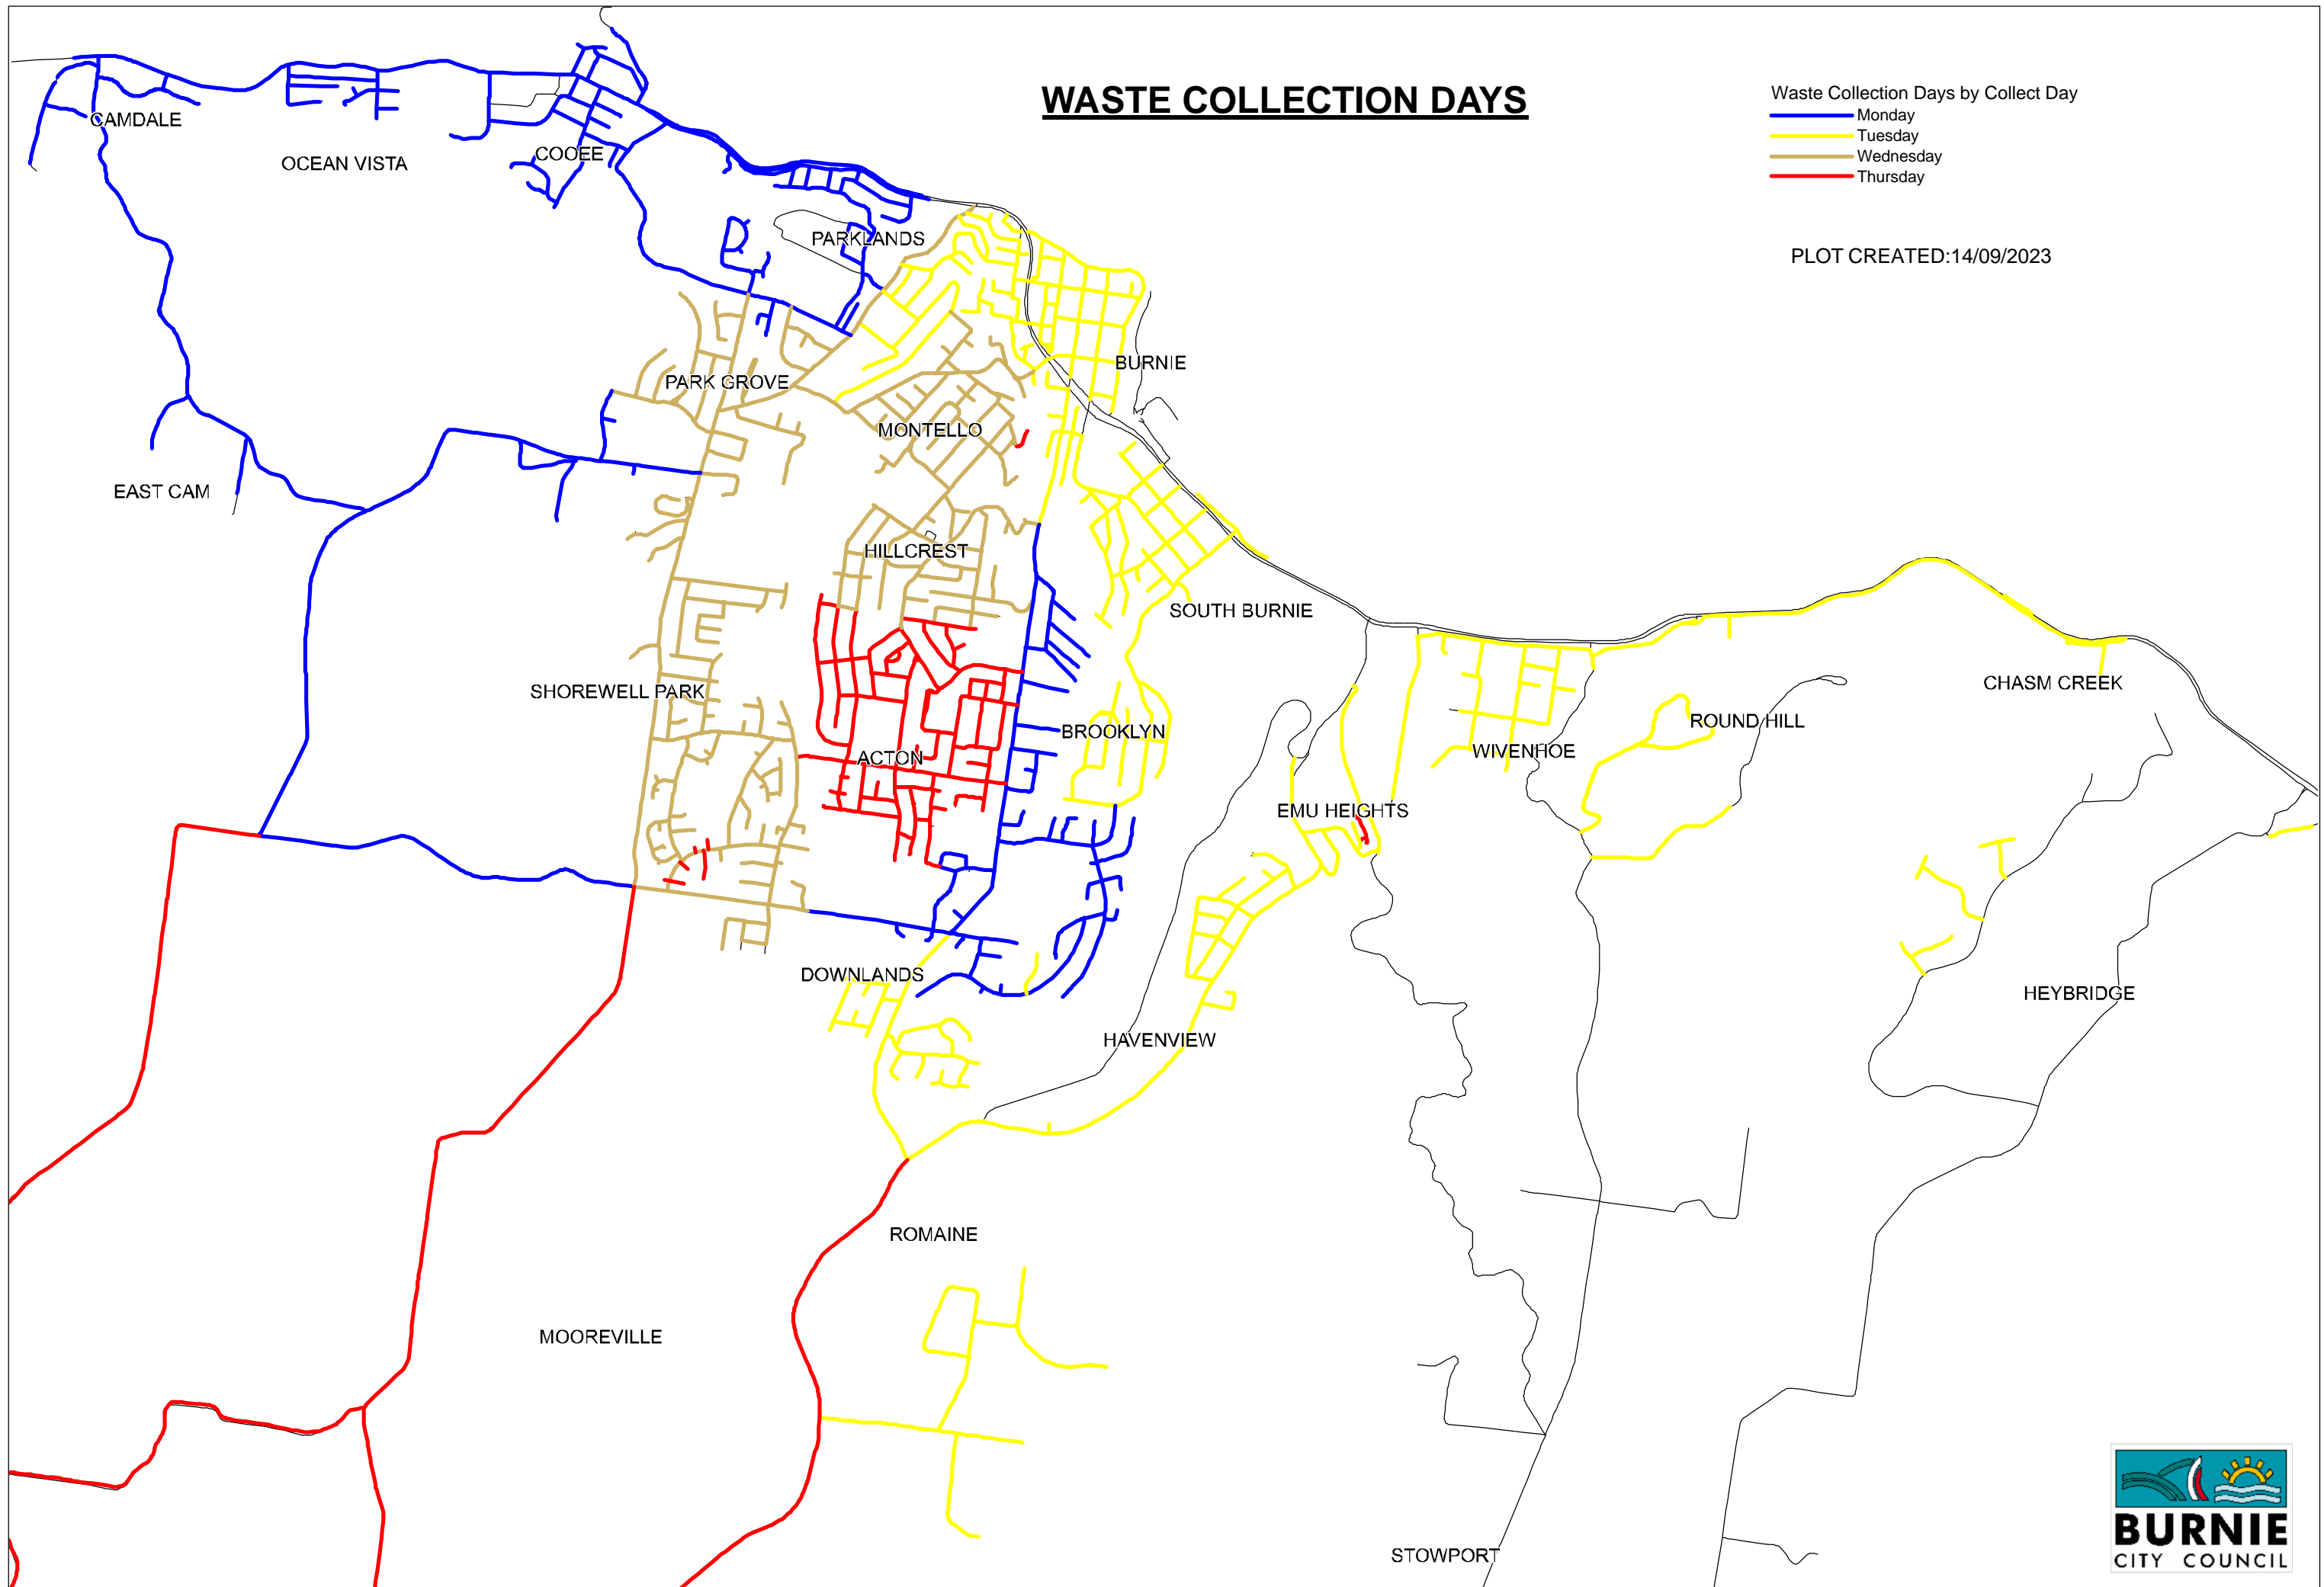 WASTE COLLECTION DAYS
Waste Collection Days by Collect Day
Monday
Tuesday
Wednesday
Thursday
PLOT CREATED:14/09/2023
CAMDALE
OCEAN VISTA
COOEE
PARKLANDS
BURNIE
PARK GROVE
MONTELLO
EAST CAM
HILLCREST
SOUTH BURNIE
SHOREWELL PARK
CHASM CREEK
ROUND HILL
BROOKLYN
WIVENHOE
ACTON
EMU HEIGHTS
DOWNLANDS
HEYBRIDGE
HAVENVIEW
ROMAINE
MOOREVILLE
STOWPORT
BURNIE
CITY COUNCIL